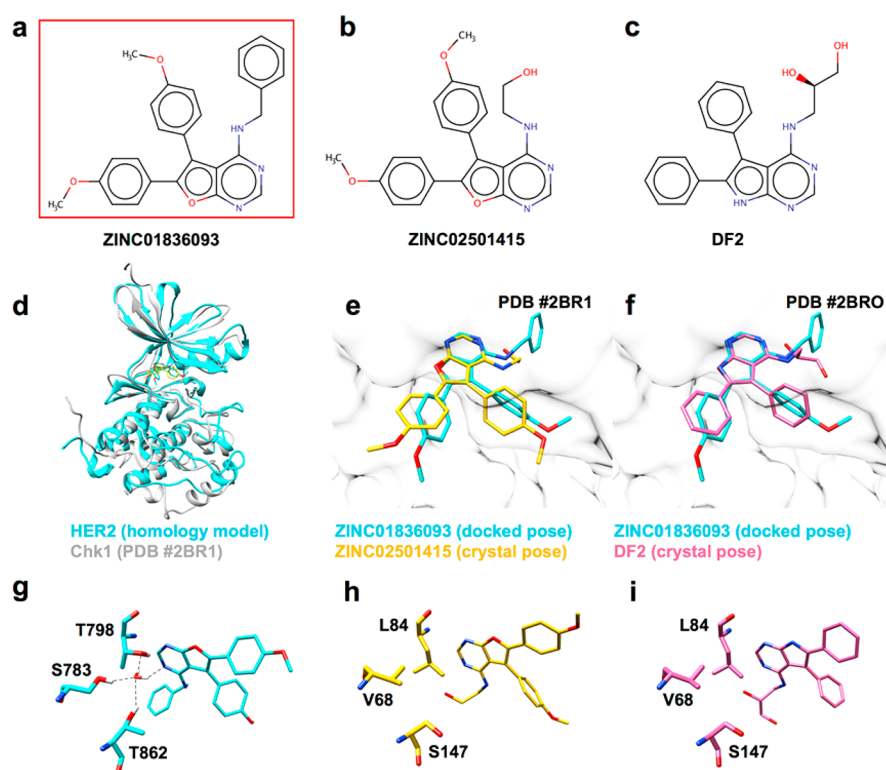 a
b
c
H₃C
O
HN
N
N
O
H₃C
O
ZINC01836093
H₃C
O
OH
HN
N
N
O
H₃C
O
ZINC02501415
OH
HO
HN
N
N
HN
DF2
d
e
f
PDB #2BR1
PDB #2BRO
HER2 (homology model)
Chk1 (PDB #2BR1)
ZINC01836093 (docked pose)
ZINC02501415 (crystal pose)
ZINC01836093 (docked pose)
DF2 (crystal pose)
g
h
i
T798
S783
T862
L84
V68
S147
L84
V68
S147